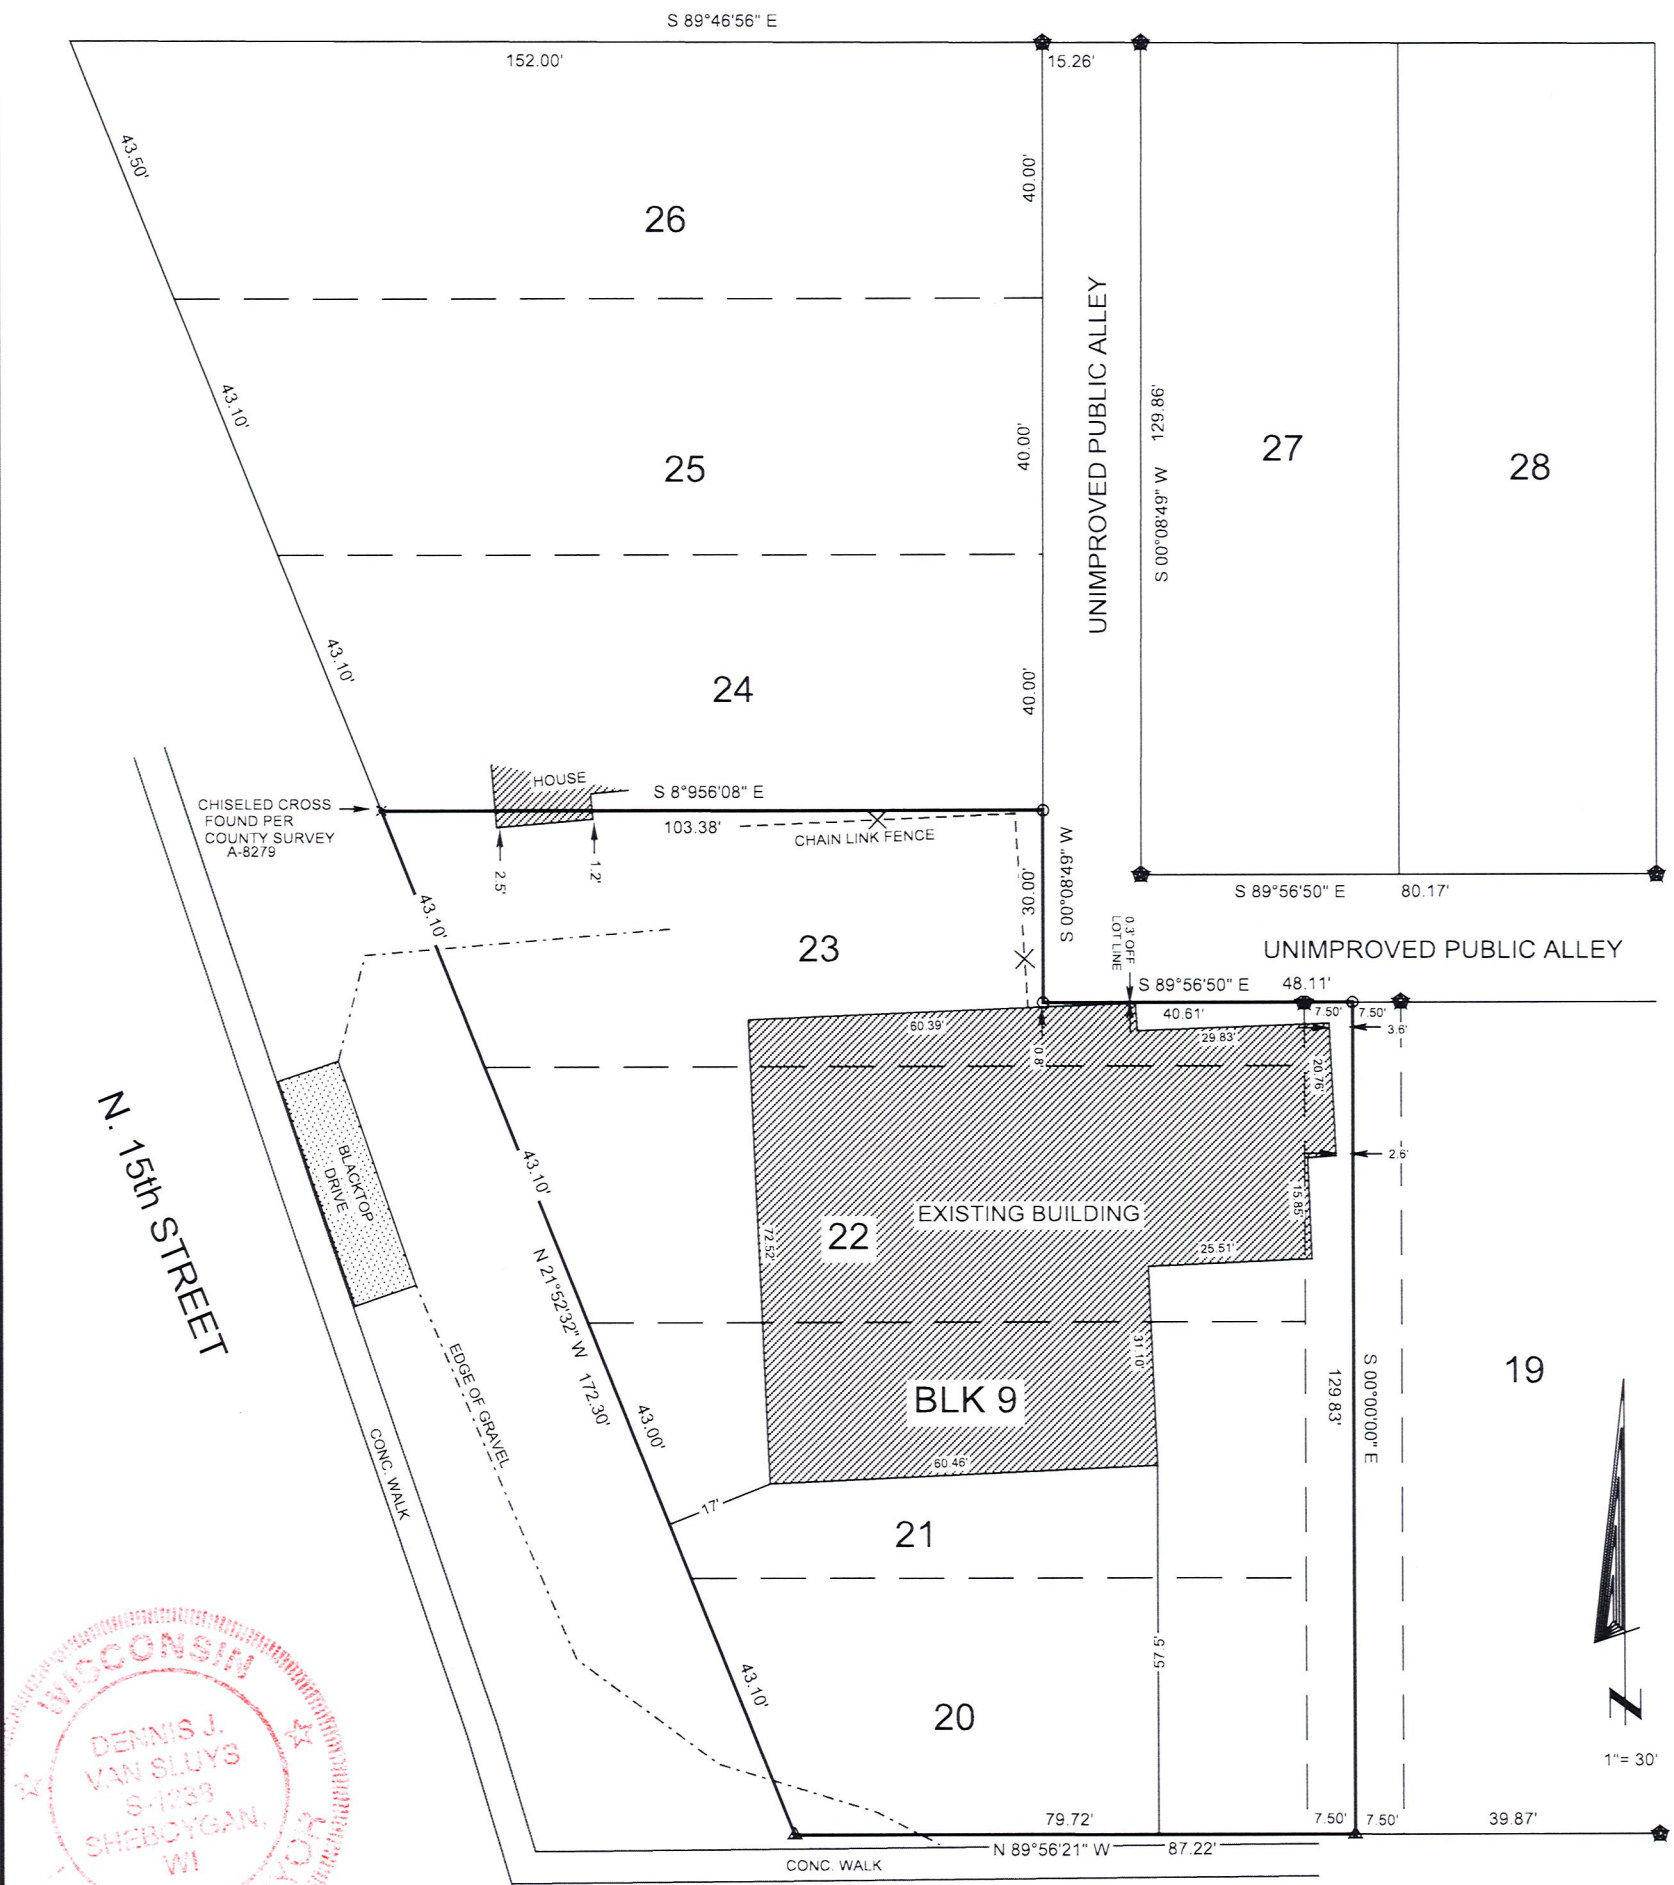 S 89°46'56" E
152.00'
15.26'
43.50'
40.00'
26
UNIMPROVED PUBLIC ALLEY
43.10'
40.00'
25
S 00°08'49" W 129.86'
27
28
43.10'
40.00'
24
HOUSE
S 8°956'08" E
CHISELED CROSS
FOUND PER
COUNTY SURVEY
A-8279
103.38'
CHAIN LINK FENCE
2.5'
1.2'
30.00'
S 00°08'49" W
S 89°56'50" E 80.17'
43.10'
23
0.3' OFF
LOT LINE
UNIMPROVED PUBLIC ALLEY
S 89°56'50" E 48.11'
40.61'
7.50'
7.50'
60.39'
29.83'
3.6'
0.8'
20.76'
2.6'
N. 15th STREET
BLACKTOP
DRIVE
43.10'
15.85'
EXISTING BUILDING
22
72.52'
25.51'
N 21°52'32" W 172.30'
31.10'
EDGE OF GRAVEL
43.00'
BLK 9
129.83'
S 00°00'00" E
19
CONC. WALK
60.46'
17'
21
57.5'
43.10'
20
N
1"= 30'
79.72'
7.50'
7.50'
39.87'
N 89°56'21" W 87.22'
CONC. WALK
WISCONSIN
DENNIS J.
VAN SLUYS
S-1238
SHEBOYGAN,
WI